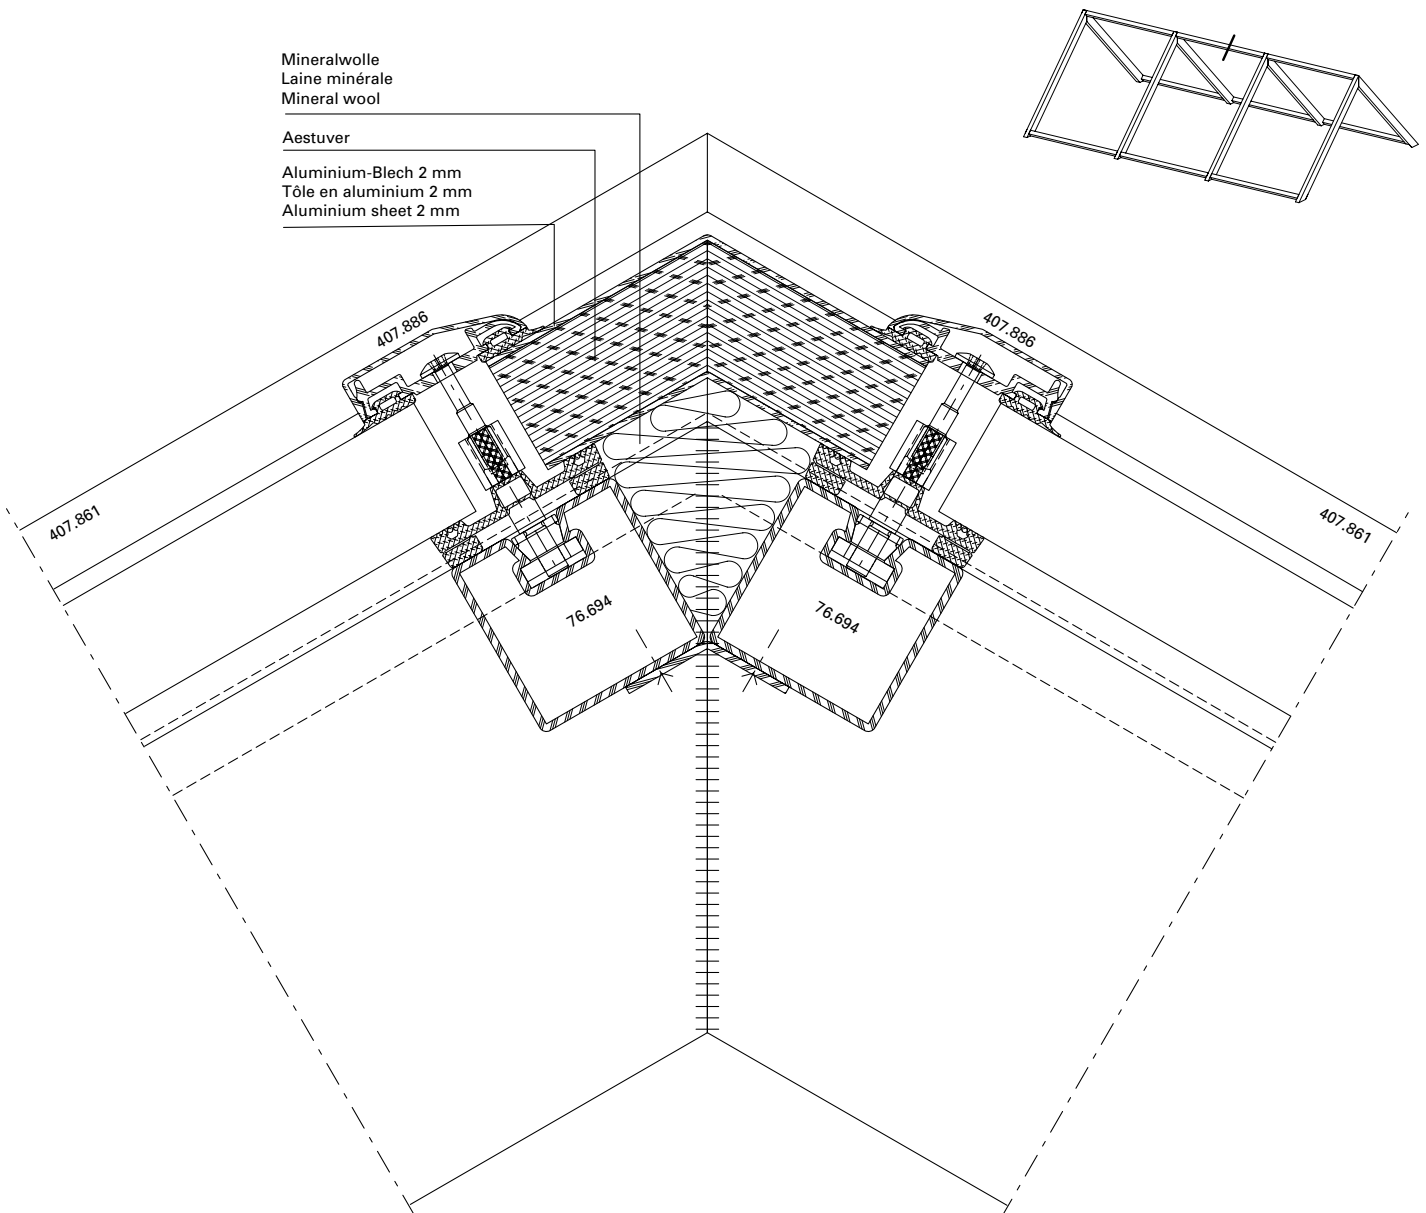 Mineralwolle
Laine minérale
Mineral wool
Aestuver
Aluminium-Blech 2 mm
Tôle en aluminium 2 mm
Aluminium sheet 2 mm
407.886
407.886
407.861
407.861
76.694
76.694